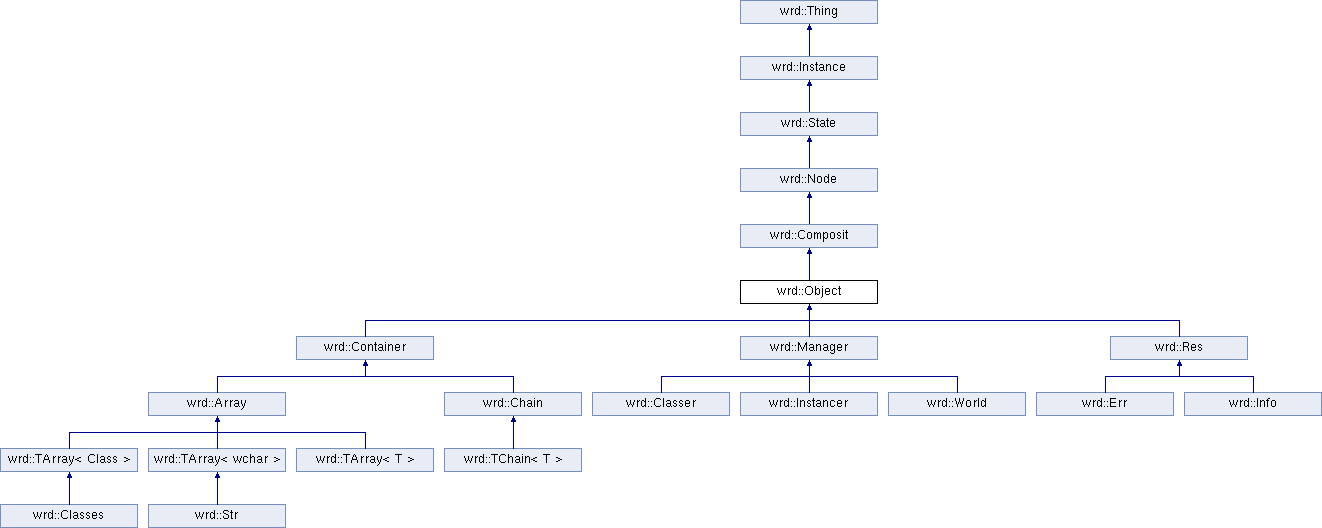 wrd::Thing
wrd::Instance
wrd::State
wrd::Node
wrd::Composit
wrd::Object
wrd::Container
wrd::Manager
wrd::Res
wrd::Array
wrd::Chain
wrd::Classer
wrd::Instancer
wrd::World
wrd::Err
wrd::Info
wrd::TArray< Class >
wrd::TArray< wchar >
wrd::TArray< T >
wrd::TChain< T >
wrd::Classes
wrd::Str